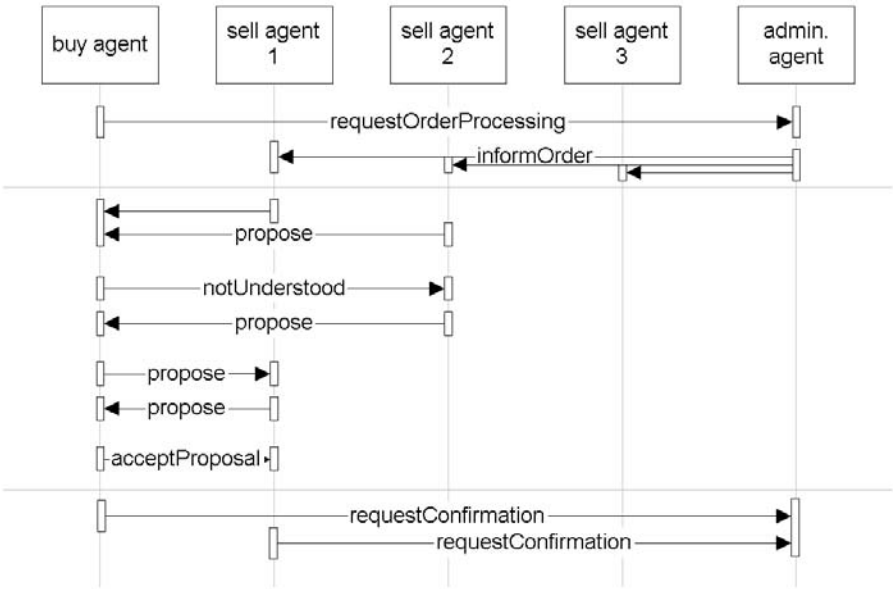 buy agent
sell agent
1
sell agent
2
sell agent
3
admin.
agent
requestOrderProcessing
informOrder
propose
notUnderstood
propose
propose
propose
acceptProposal
requestConfirmation
requestConfirmation